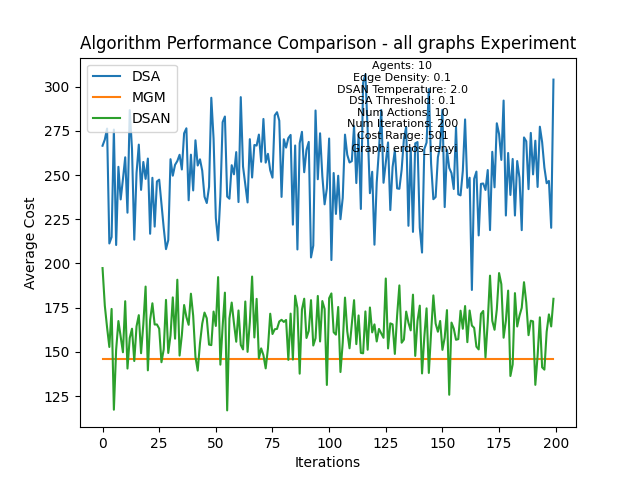 Algorithm Performance Comparison - all graphs Experiment
DSA
MGM
DSAN
Agents: 10
Edge Density: 0.1
DSAN Temperature: 2.0
DSA Threshold: 0.1
Num Actions: 10
Num Iterations: 200
Cost Range: 501
Graph: erdos_renyi
Average Cost
300
275
250
225
200
175
150
125
0
25
50
75
100
125
150
175
200
Iterations